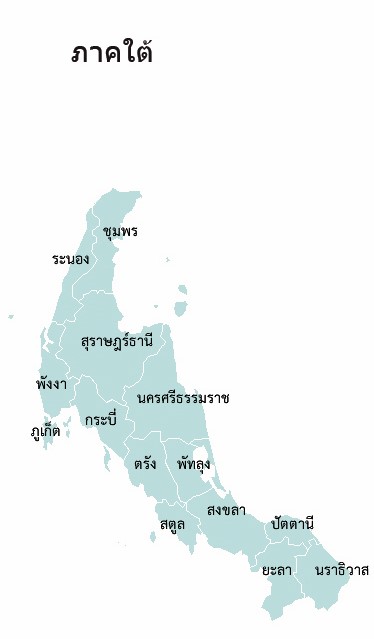 ภาคใต้
ชุมพร
ระนอง
สุราษฎร์ธานี
พังงา
นครศรีธรรมราช
กระบี่
ภูเก็ต
ตรัง
พัทลุง
สงขลา
สตูล
ปัตตานี
ยะลา
นราธิวาส